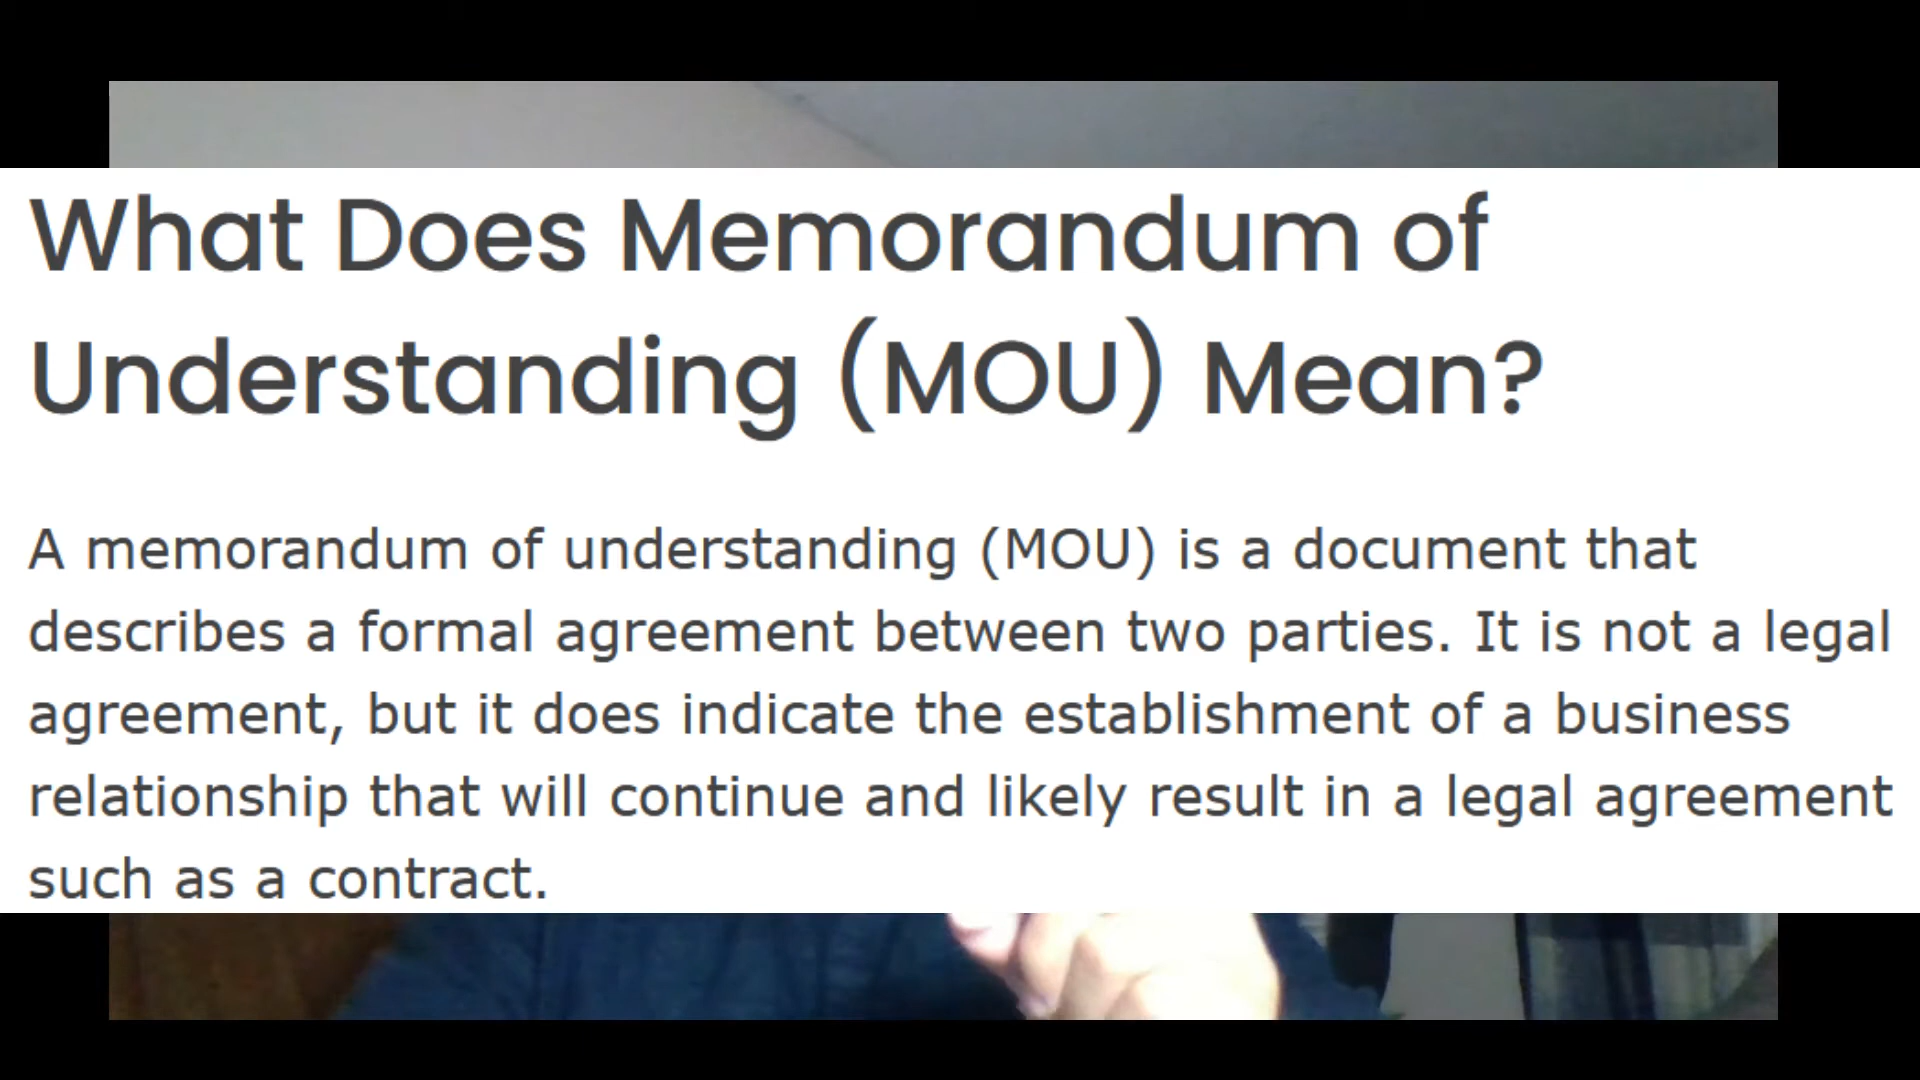 What Does Memorandum of
Understanding (MOU) Mean?
A memorandum of understanding (MOU) is a document that
describes a formal agreement between two parties. It is not a legal
agreement, but it does indicate the establishment of a business
relationship that will continue and likely result in a legal agreement
such as a contract.